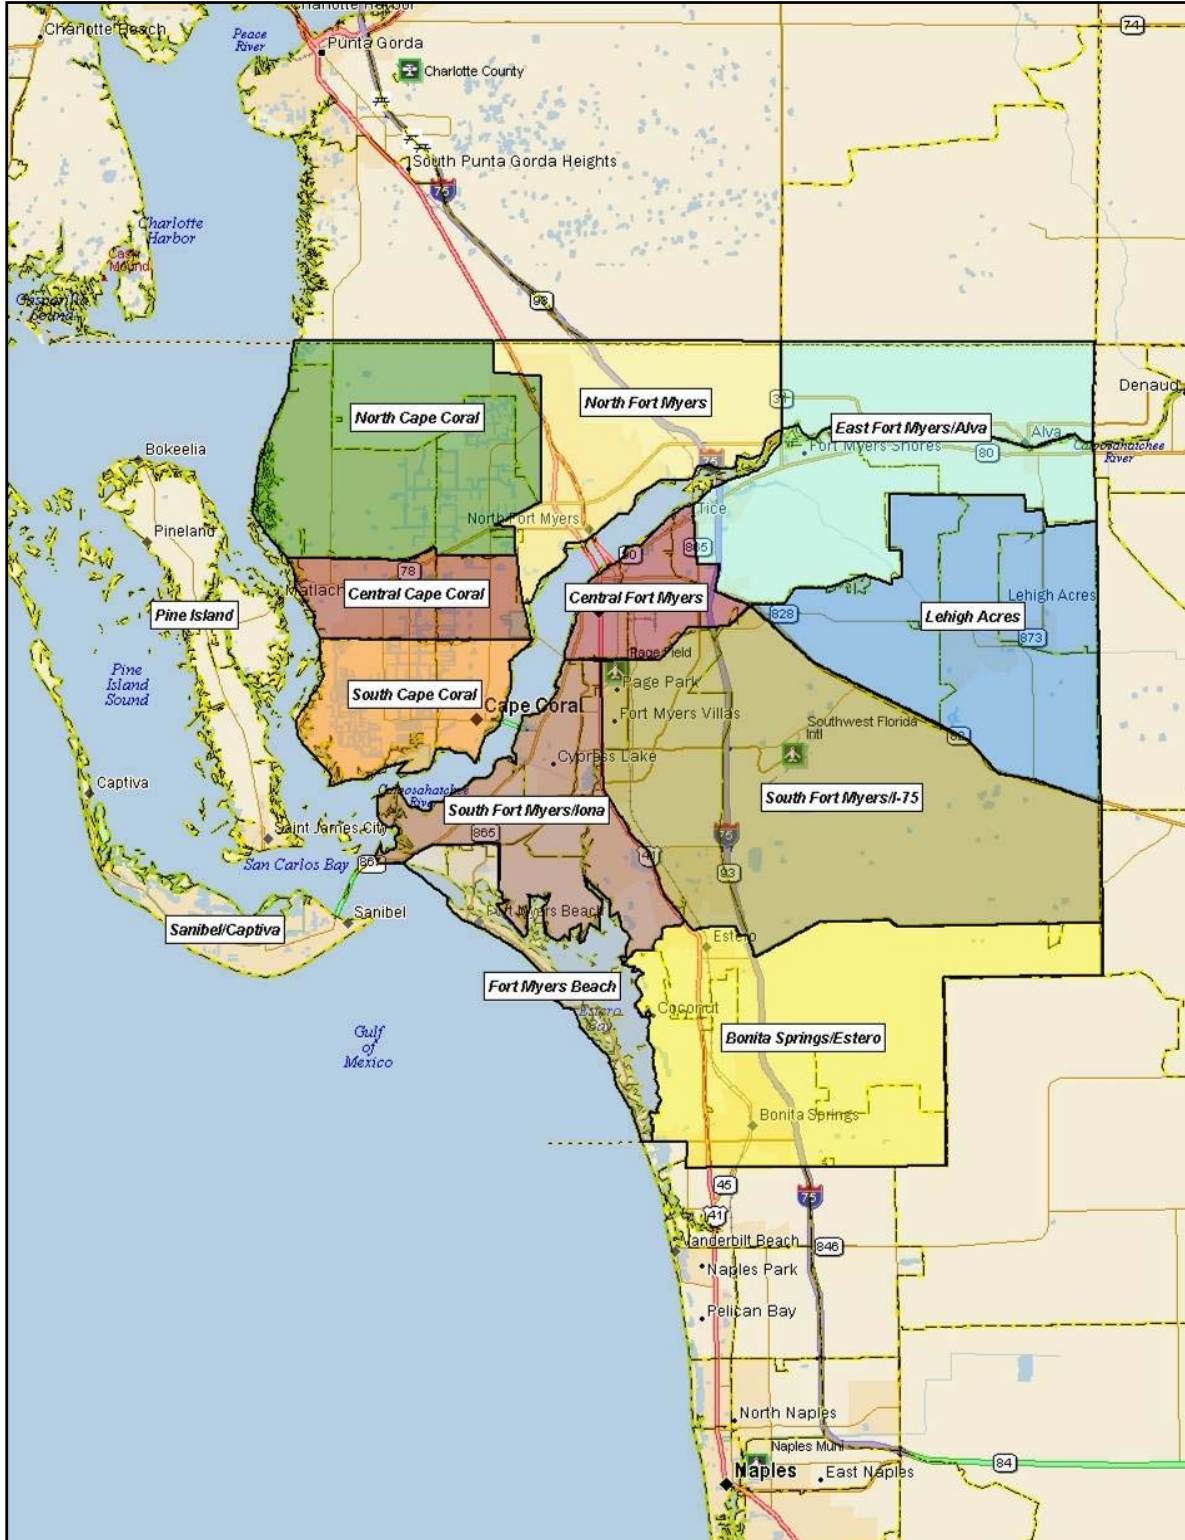 Charlotte Harbor
Charlotte Beach
74
Peace
River
Punta Gorda
Charlotte County
South Punta Gorda Heights
75
Charlotte
Harbor
Cash
Mound
Gasparilla
Sound
93
Denaud
North Cape Coral
North Fort Myers
31
East Fort Myers/Alva
Alva
Fort Myers Shores
80
Caloosahatchee
River
Bokeelia
75
Tice
Pineland
North Fort Myers
80
865
78
Matlach
Central Cape Coral
Central Fort Myers
Lehigh Acres
Pine Island
828
Lehigh Acres
873
Page Field
Pine
Island
Sound
South Cape Coral
Page Park
Cape Coral
Fort Myers Villas
Southwest Florida
Intl
82
Cypress Lake
Captiva
Caloosahatchee
River
South Fort Myers/Iona
South Fort Myers/I-75
Saint James City
865
75
San Carlos Bay
867
41
93
Sanibel
Fort Myers Beach
Sanibel/Captiva
Estero
Fort Myers Beach
Coconut
Estero
Bay
Gulf
of
Mexico
Bonita Springs/Estero
Bonita Springs
45
75
41
Vanderbilt Beach
846
Naples Park
Pelican Bay
North Naples
Naples Muni
84
Naples
East Naples